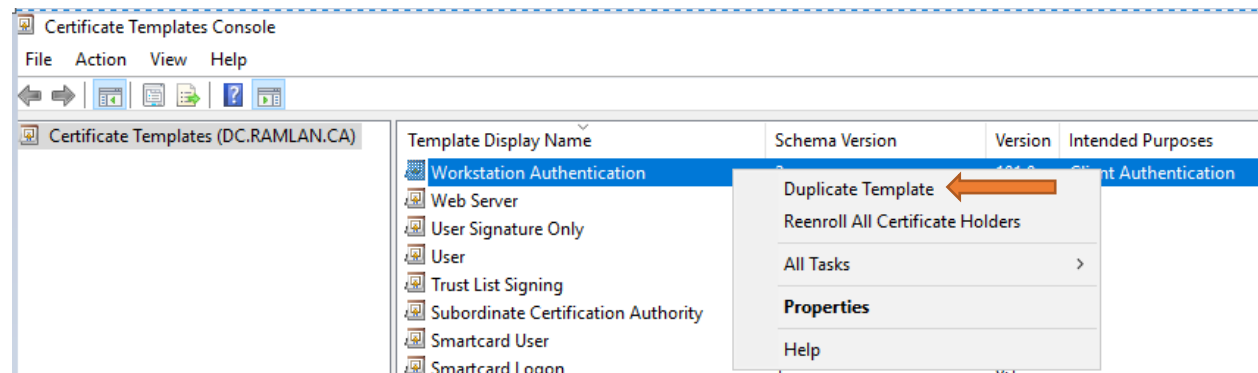 Certificate Templates Console
File Action View Help
Certificate Templates (DC.RAMLAN.CA)
Template Display Name Schema Version Version Intended Purposes
Workstation Authentication Client Authentication
Web Server
User Signature Only
User
Trust List Signing
Subordinate Certification Authority
Smartcard User
Smartcard Logon
Duplicate Template
Reenroll All Certificate Holders
All Tasks >
Properties
Help